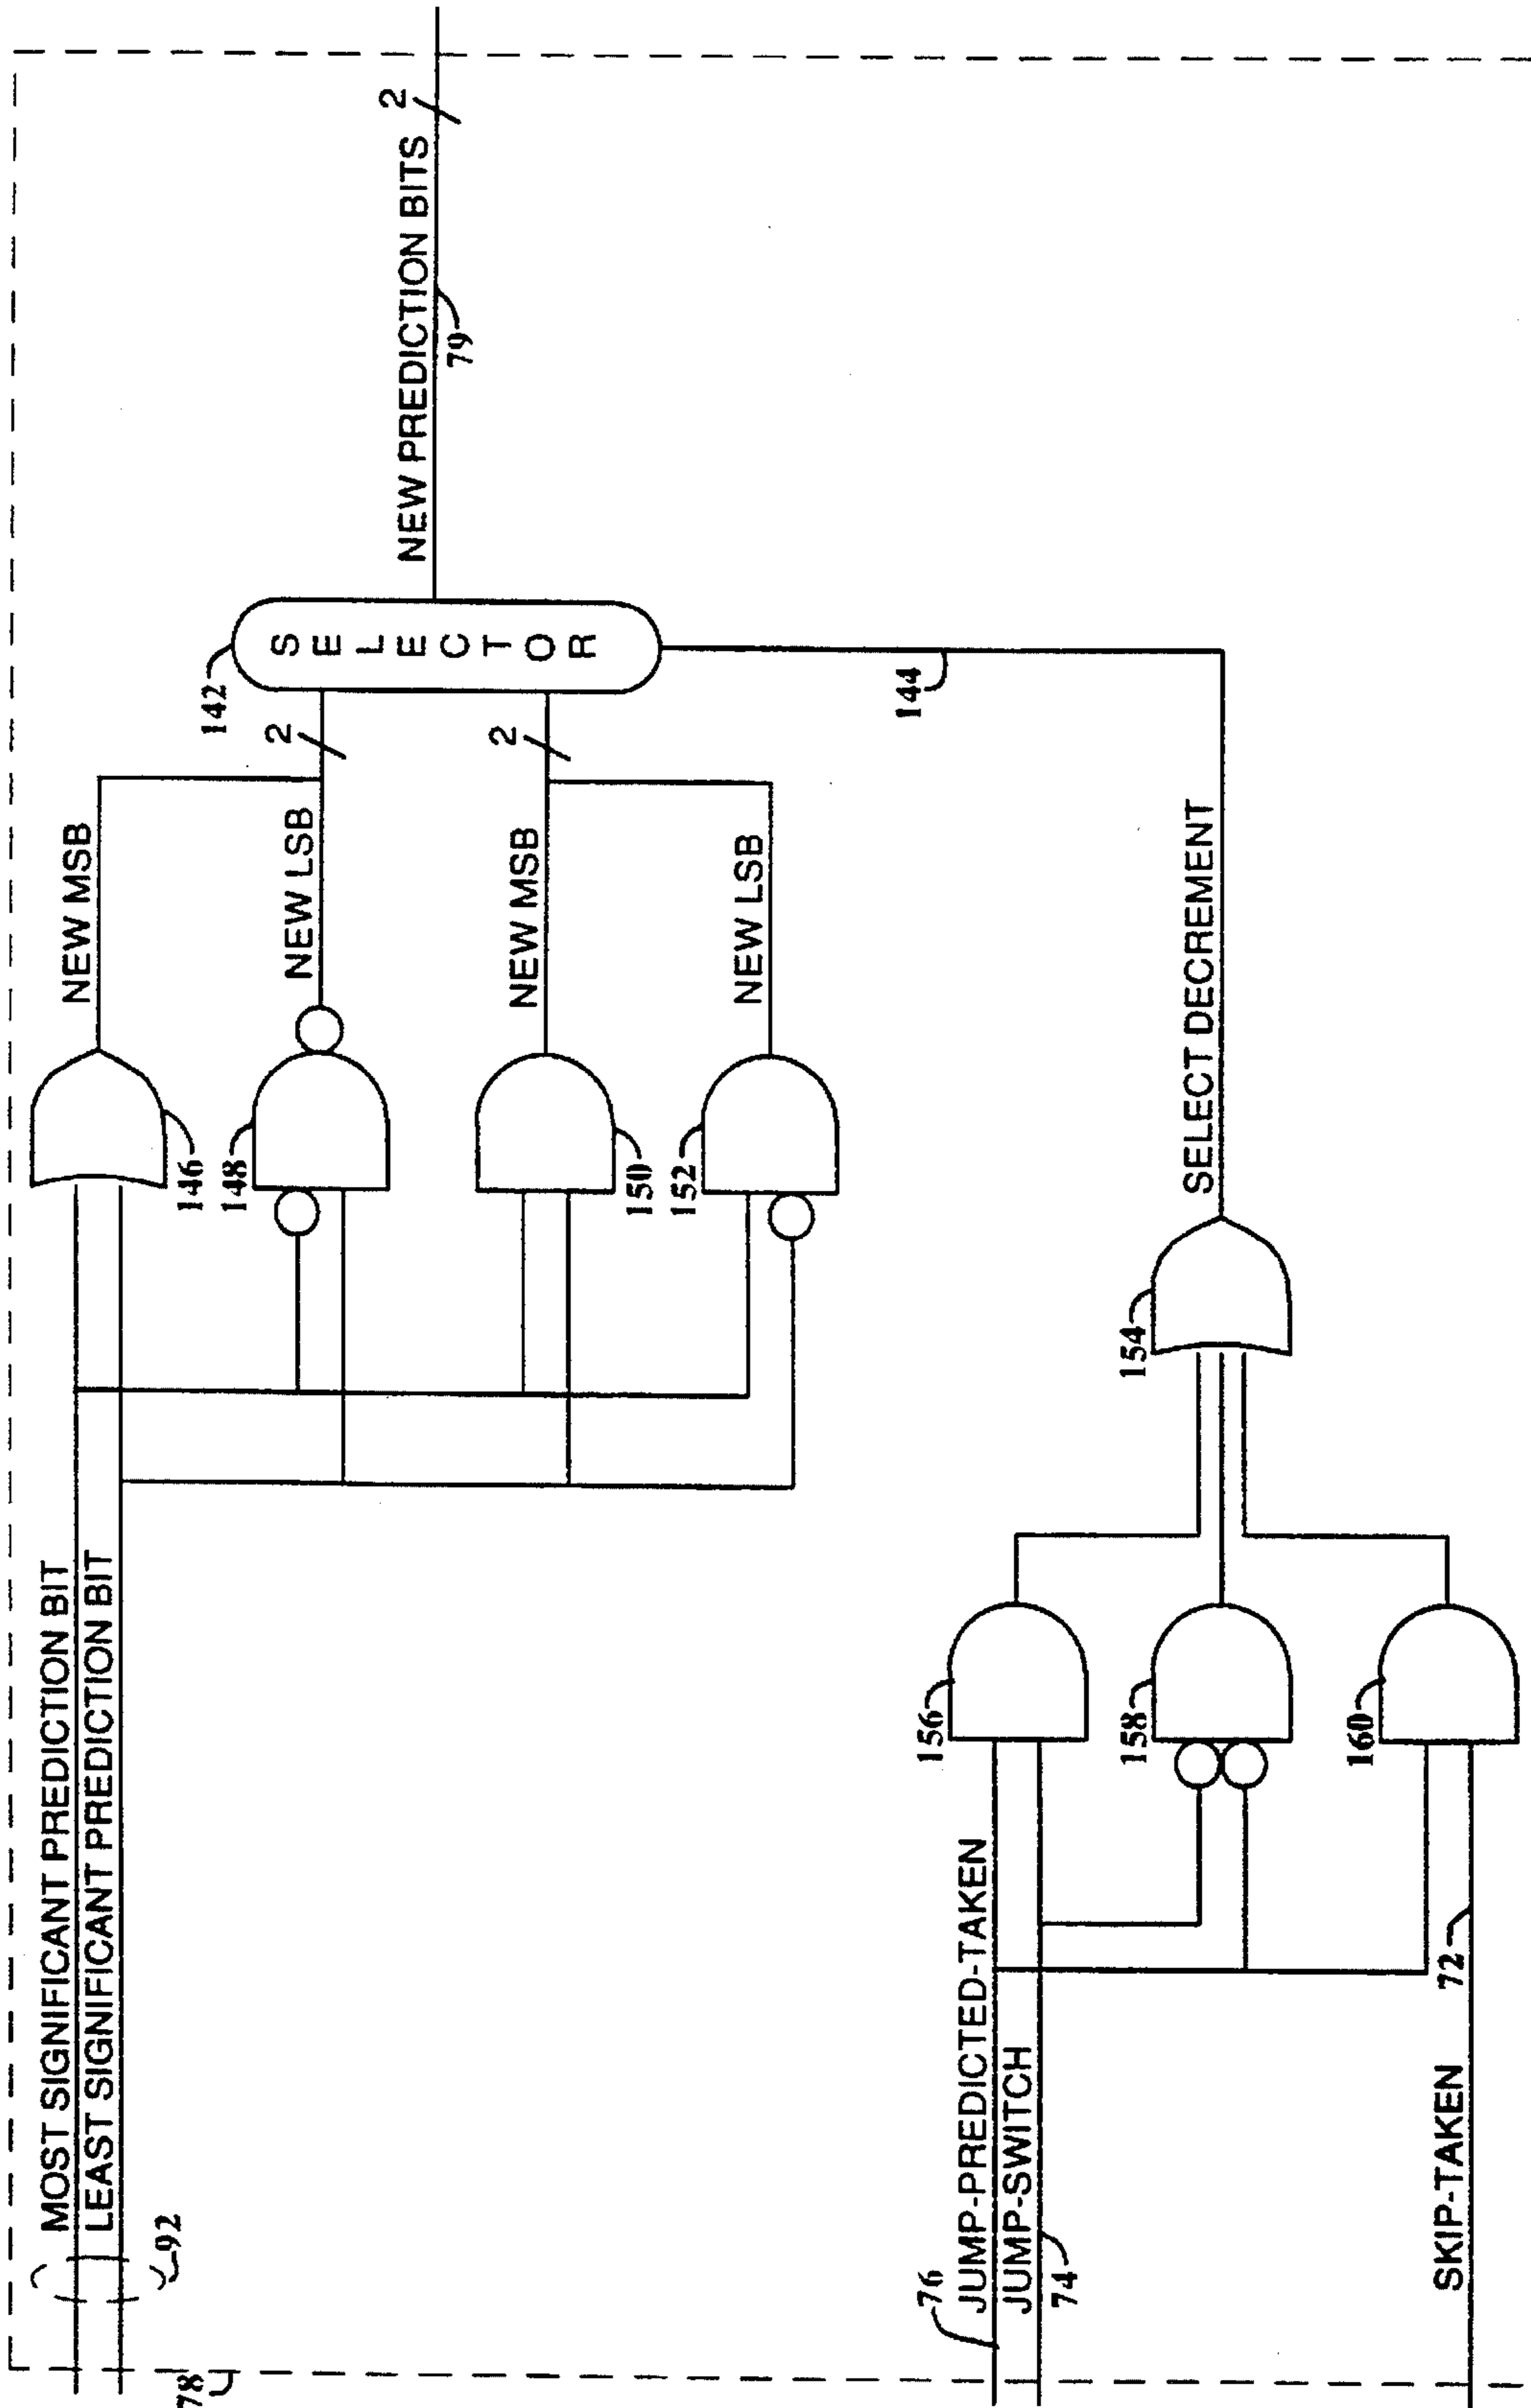 78
92
MOST SIGNIFICANT PREDICTION BIT
LEAST SIGNIFICANT PREDICTION BIT
146
NEW MSB
148
NEW LSB
150
NEW MSB
152
NEW LSB
2
2
142
SELECTOR
NEW PREDICTION BITS
2
79
144
76
JUMP-PREDICTED-TAKEN
JUMP-SWITCH
74
SKIP-TAKEN
72
156
158
160
154
SELECT DECREMENT